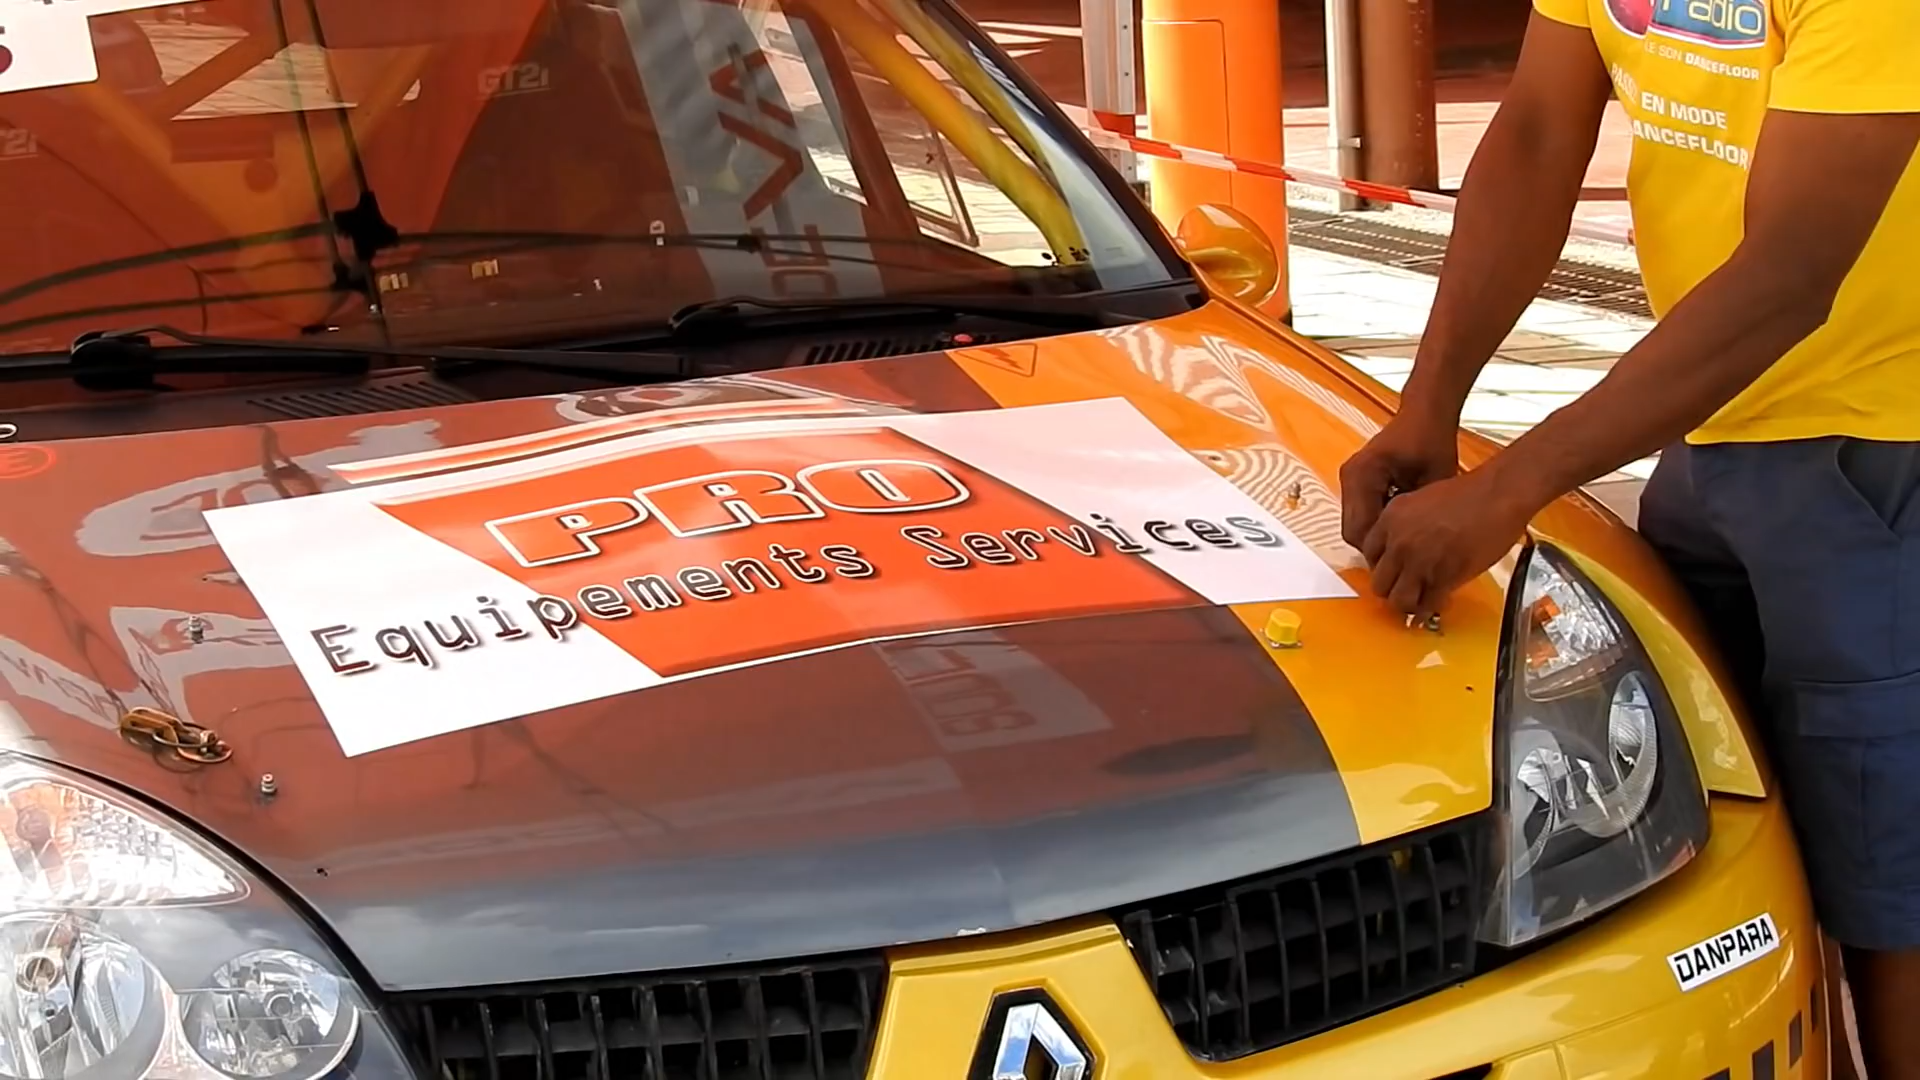 GT2i
radio
LE SON DANCEFLOOR
EN MODE
DANCEFLOOR
PRO
Equipements Services
DANPARA